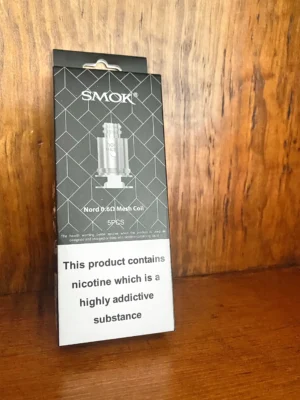 SMOK®
Nord 0.6Ω Mesh Coil
5PCS
This product contains
nicotine which is a
highly addictive
substance